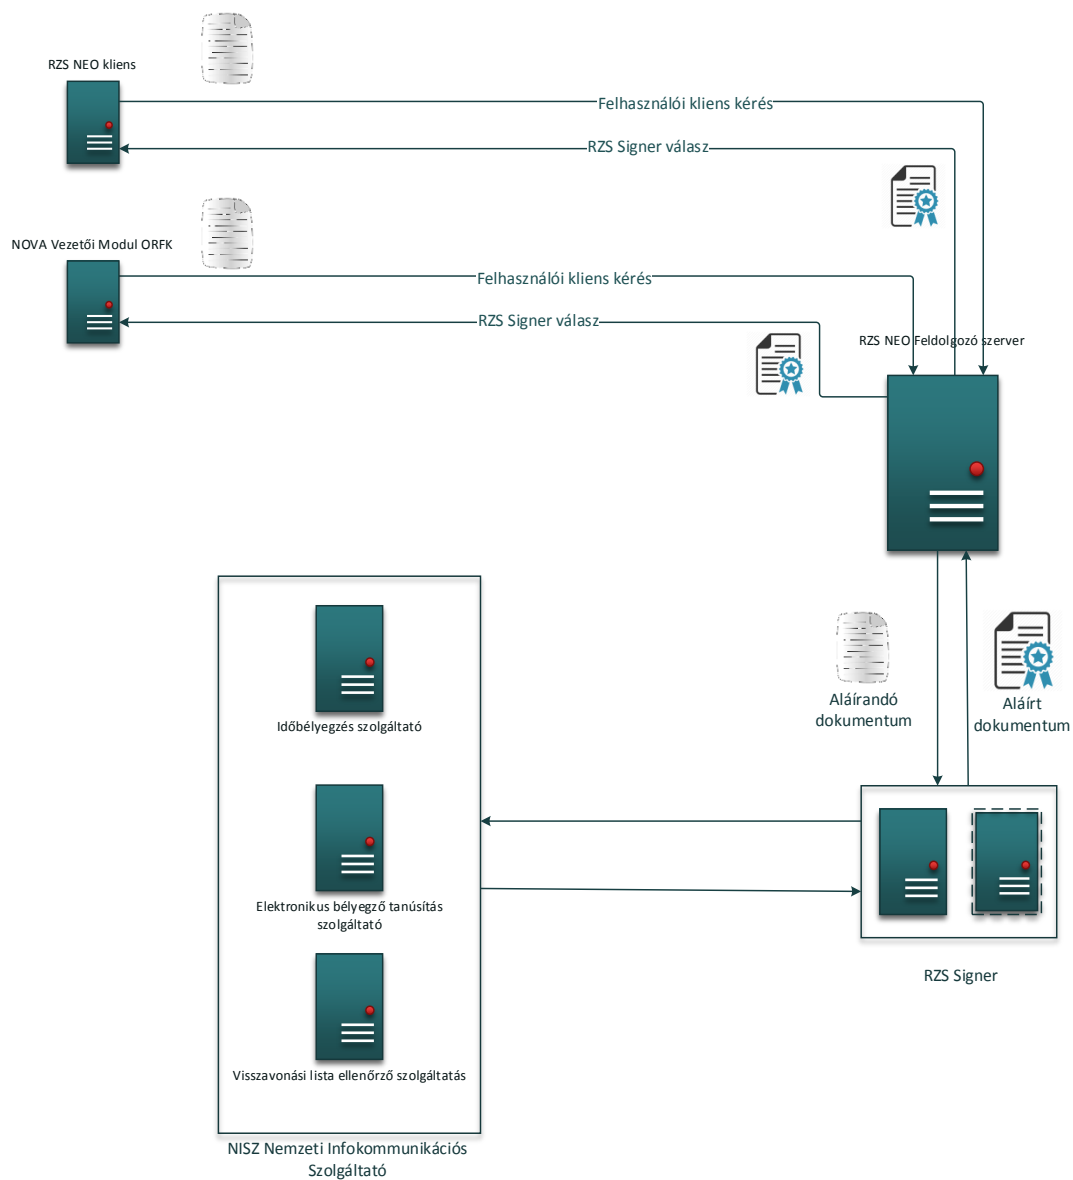 RZS NEO kliens
Felhasználói kliens kérés
RZS Signer válasz
NOVA Vezetői Modul ORFK
Felhasználói kliens kérés
RZS Signer válasz
RZS NEO Feldolgozó szerver
Aláírandó
dokumentum
Aláírt
dokumentum
Időbélyegzés szolgáltató
Elektronikus bélyegző tanúsítás
szolgáltató
Visszavonási lista ellenőrző szolgáltatás
RZS Signer
NISZ Nemzeti Infokommunikációs
Szolgáltató